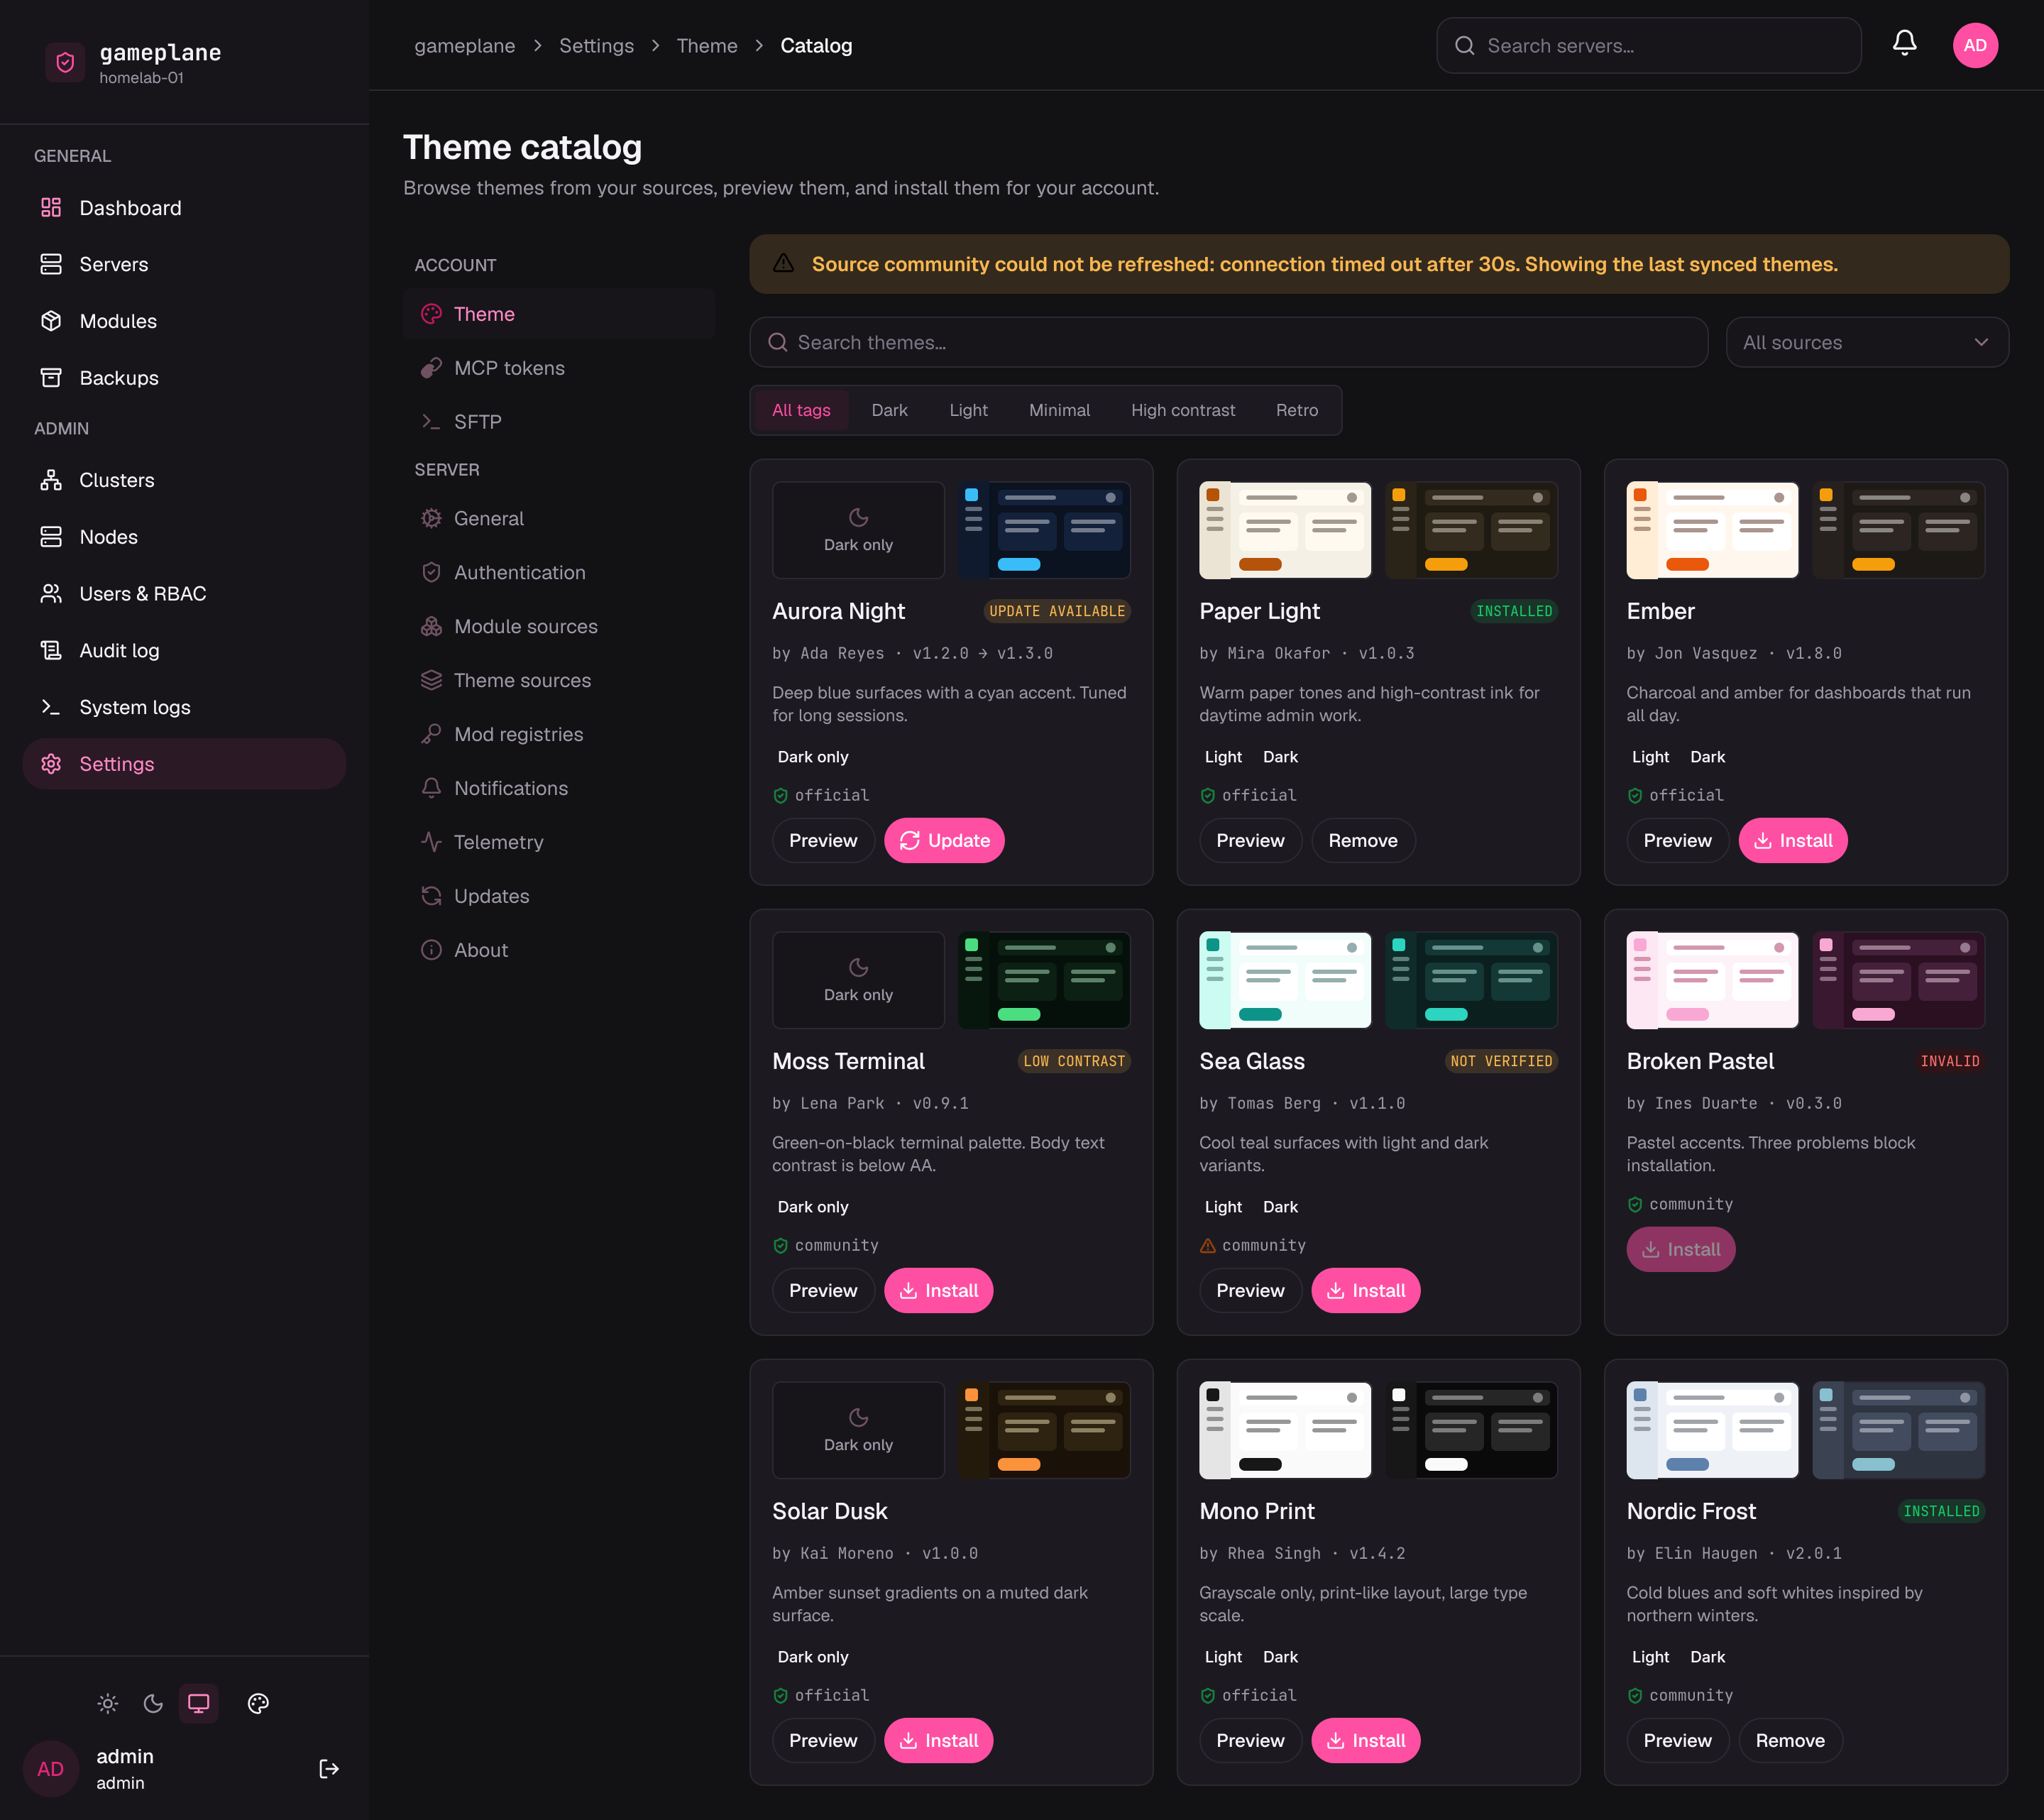 gameplane
homelab-01
GENERAL
Dashboard
Servers
Modules
Backups
ADMIN
Clusters
Nodes
Users & RBAC
Audit log
System logs
Settings
AD
admin
admin
gameplane > Settings > Theme > Catalog
Search servers...
AD
Theme catalog
Browse themes from your sources, preview them, and install them for your account.
ACCOUNT
Theme
MCP tokens
SFTP
SERVER
General
Authentication
Module sources
Theme sources
Mod registries
Notifications
Telemetry
Updates
About
Source community could not be refreshed: connection timed out after 30s. Showing the last synced themes.
Search themes...
All sources
All tags
Dark
Light
Minimal
High contrast
Retro
Dark only
Aurora Night
UPDATE AVAILABLE
by Ada Reyes · v1.2.0 → v1.3.0
Deep blue surfaces with a cyan accent. Tuned
for long sessions.
Dark only
official
Preview
Update
Paper Light
INSTALLED
by Mira Okafor · v1.0.3
Warm paper tones and high-contrast ink for
daytime admin work.
Light Dark
official
Preview
Remove
Ember
by Jon Vasquez · v1.8.0
Charcoal and amber for dashboards that run
all day.
Light Dark
official
Preview
Install
Dark only
Moss Terminal
LOW CONTRAST
by Lena Park · v0.9.1
Green-on-black terminal palette. Body text
contrast is below AA.
Dark only
community
Preview
Install
Sea Glass
NOT VERIFIED
by Tomas Berg · v1.1.0
Cool teal surfaces with light and dark
variants.
Light Dark
community
Preview
Install
Broken Pastel
INVALID
by Ines Duarte · v0.3.0
Pastel accents. Three problems block
installation.
community
Install
Dark only
Solar Dusk
by Kai Moreno · v1.0.0
Amber sunset gradients on a muted dark
surface.
Dark only
official
Preview
Install
Mono Print
by Rhea Singh · v1.4.2
Grayscale only, print-like layout, large type
scale.
Light Dark
official
Preview
Install
Nordic Frost
INSTALLED
by Elin Haugen · v2.0.1
Cold blues and soft whites inspired by
northern winters.
Light Dark
community
Preview
Remove